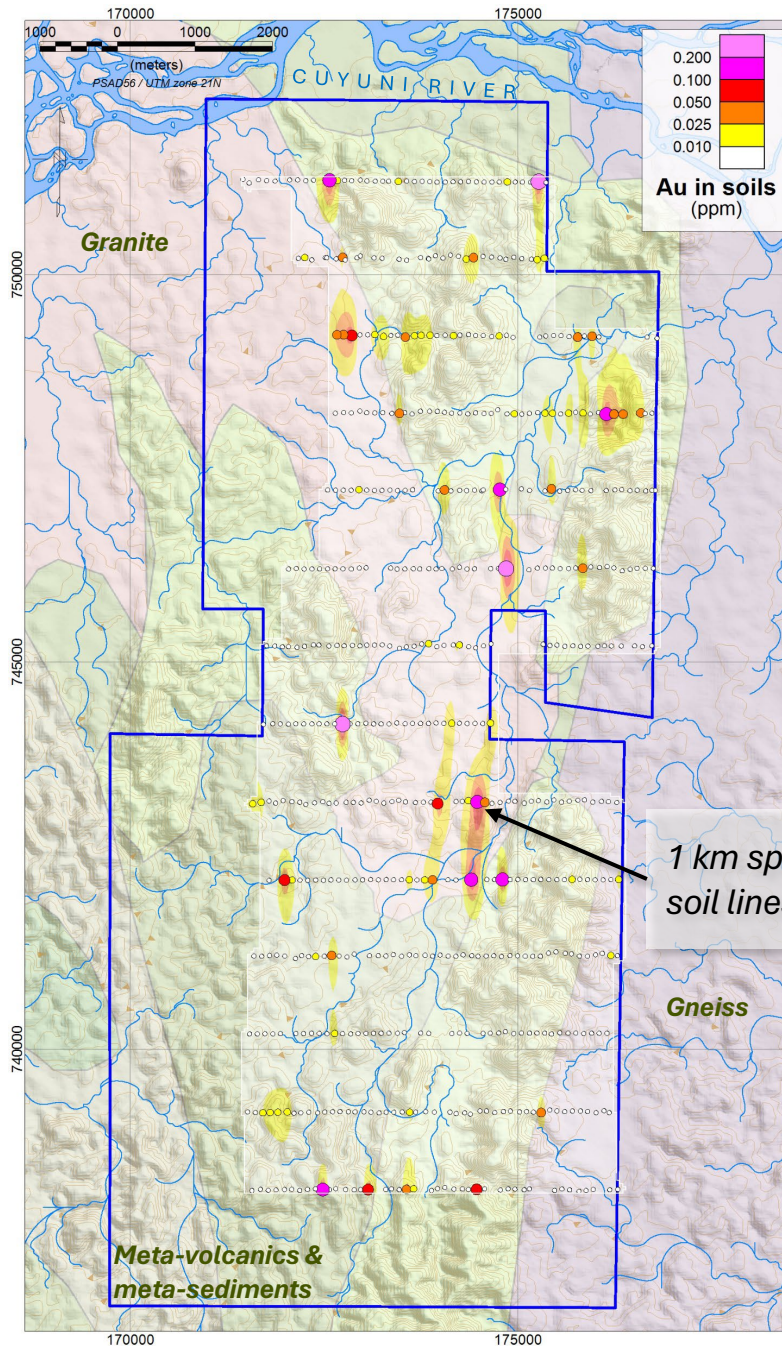 170000
175000
1000 0 1000 2000
(meters)
PSAD56 / UTM zone 21N
CUYUNI RIVER
0.200
0.100
0.050
0.025
0.010
Au in soils
(ppm)
Granite
750000
745000
1 km sp
soil line
Gneiss
740000
Meta-volcanics &
meta-sediments
170000
175000